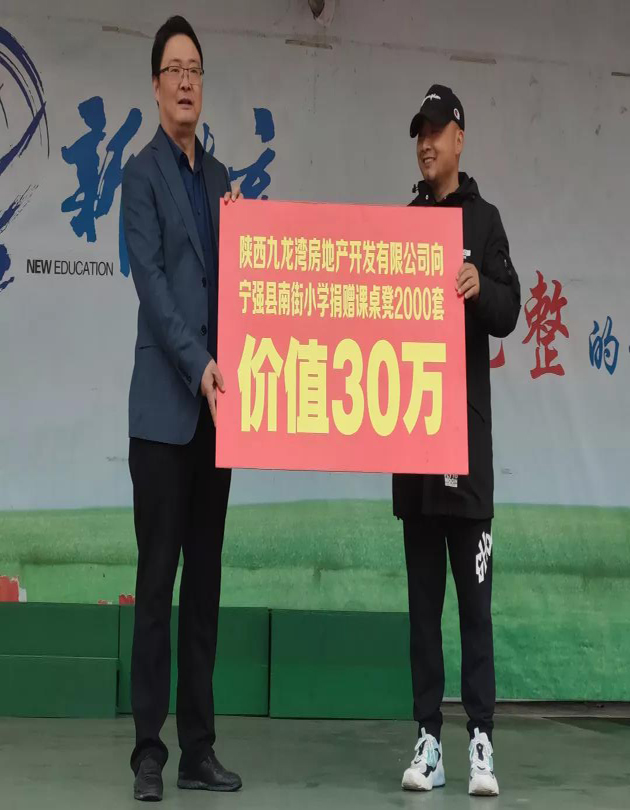 新
NEW EDUCATION
陕西九龙湾房地产开发有限公司向
宁强县南街小学捐赠课桌凳2000套
价值30万
整的